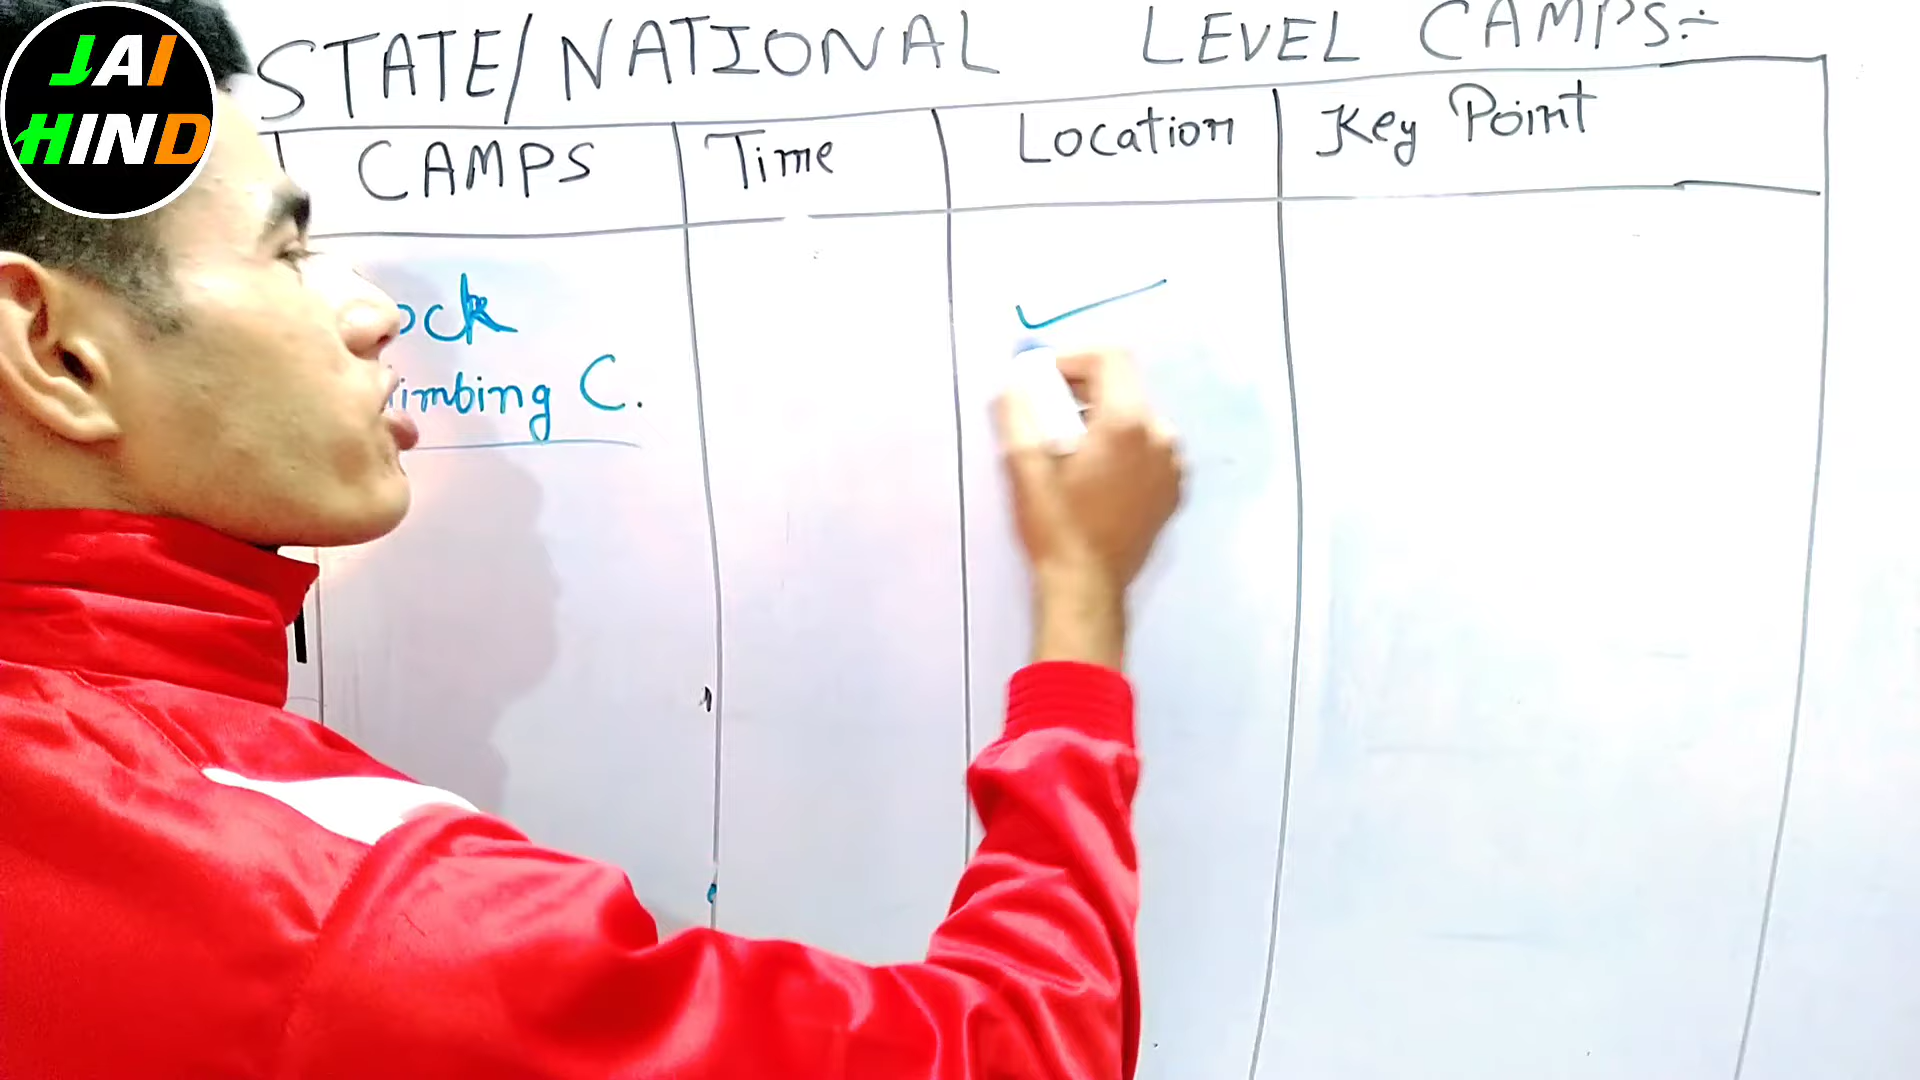 JAI
HIND
STATE/NATIONAL LEVEL CAMPS:-
CAMPS Time Location Key Point
ock
imbing C.